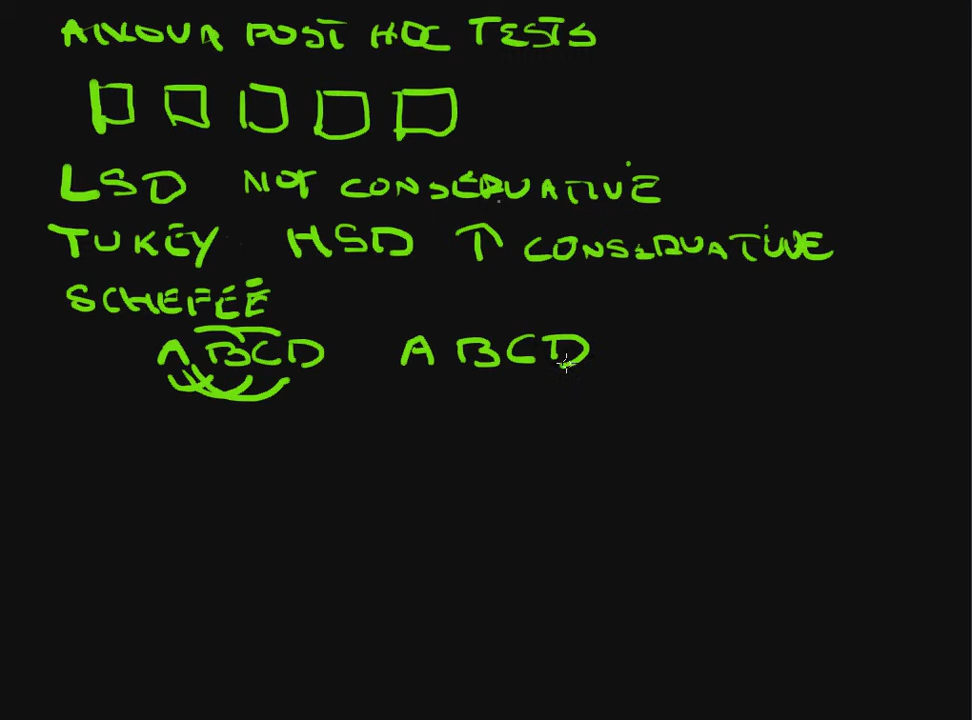 ANOVA POST HOC TESTS
LSD NOT CONSERVATIVE
TUKEY HSD ↑ CONSERVATIVE
SCHEFEE
ABCD ABCD